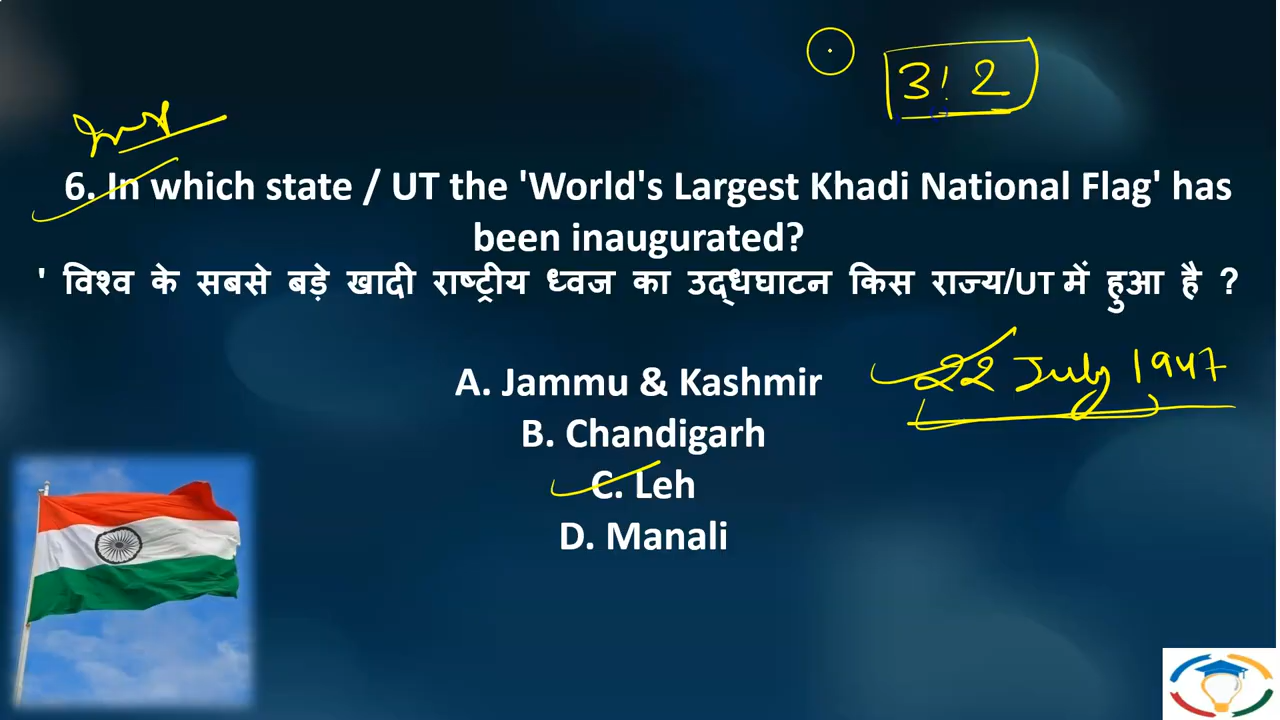 3:2
Imp
6. In which state / UT the 'World's Largest Khadi National Flag' has
been inaugurated?
' विश्व के सबसे बड़े खादी राष्ट्रीय ध्वज का उद्धघाटन किस राज्य/UT में हुआ है ?
22 July 1947
A. Jammu & Kashmir
B. Chandigarh
C. Leh
D. Manali